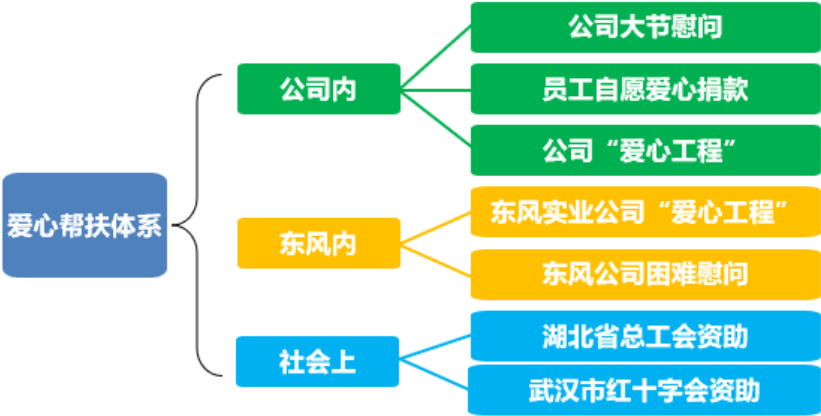 爱心帮扶体系
公司内
公司大节慰问
员工自愿爱心捐款
公司“爱心工程”
东风内
东风实业公司“爱心工程”
东风公司困难慰问
社会上
湖北省总工会资助
武汉市红十字会资助